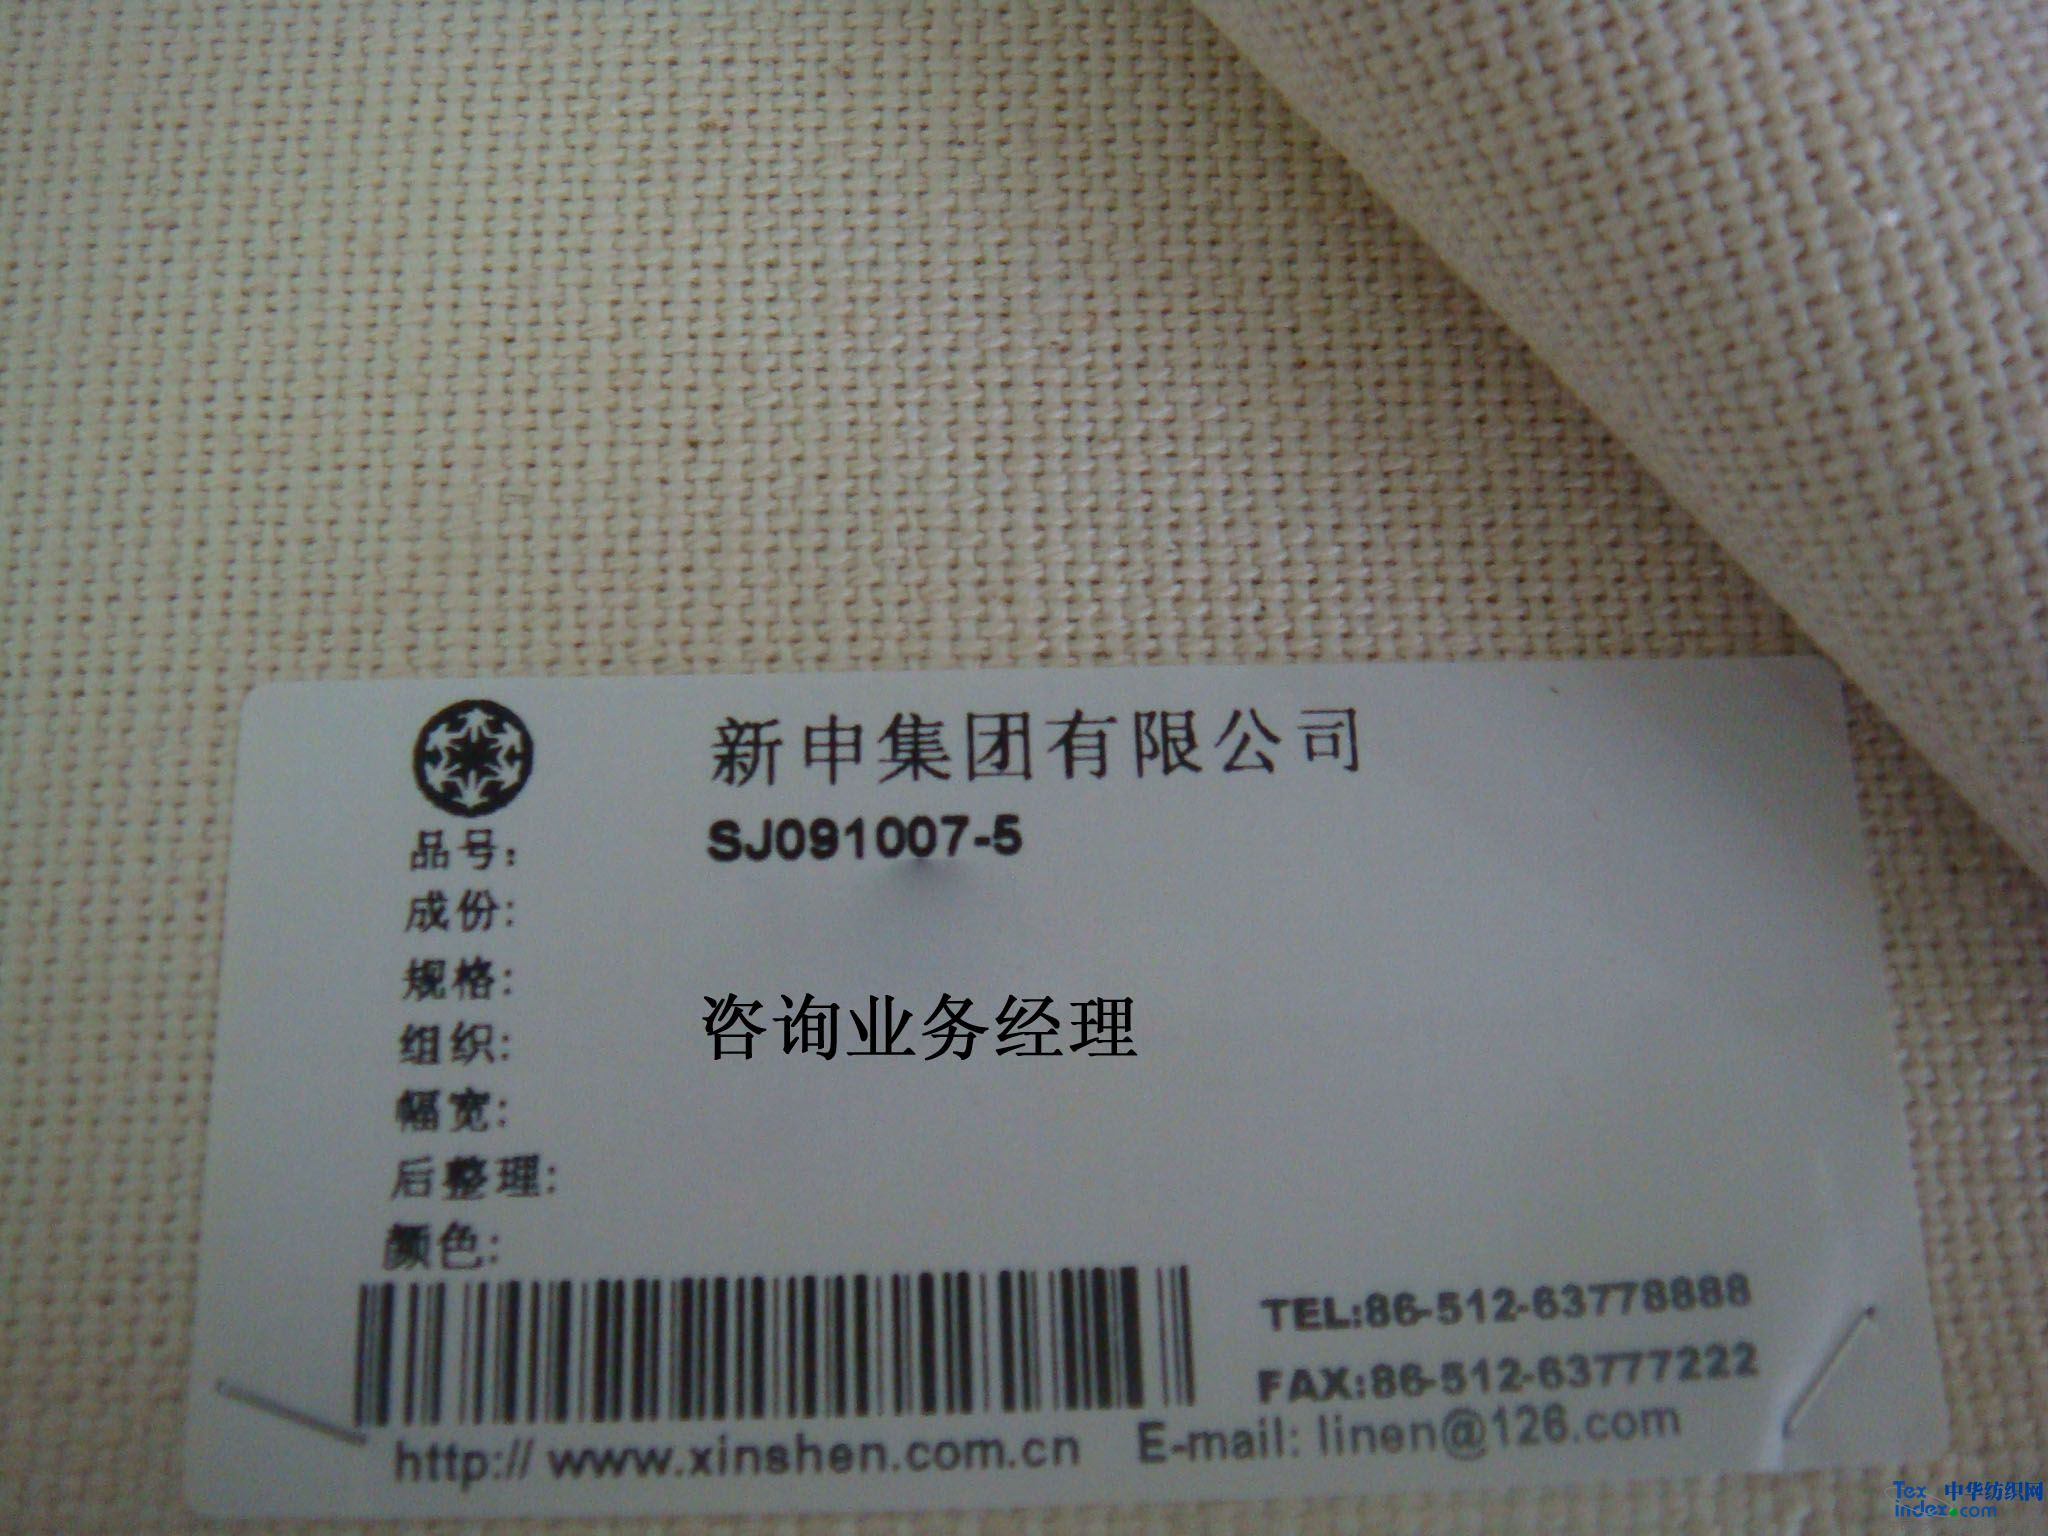 新申集团有限公司
品号: SJ091007-5
成份:
规格:
咨询业务经理
组织:
幅宽:
后整理:
颜色:
TEL:86-512-63778888
FAX:86-512-63777222
http:// www.xinshen.com.cn E-mail: linen@126.com
Tex 中华纺织网
index.com